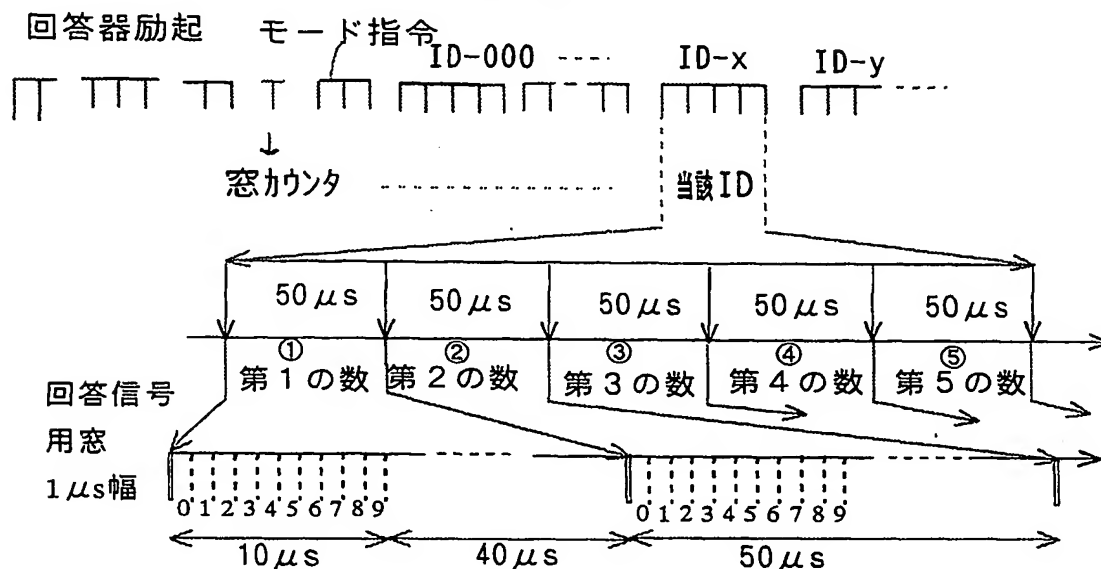 回答器励起 モード指令
ID-000 ---- ID-x ID-y
窓カウンタ 当該ID
50μs 50μs 50μs 50μs 50μs
① ② ③ ④ ⑤
第1の数 第2の数 第3の数 第4の数 第5の数
回答信号
用窓
1μs幅
0 1 2 3 4 5 6 7 8 9 0 1 2 3 4 5 6 7 8 9
10μs 40μs 50μs